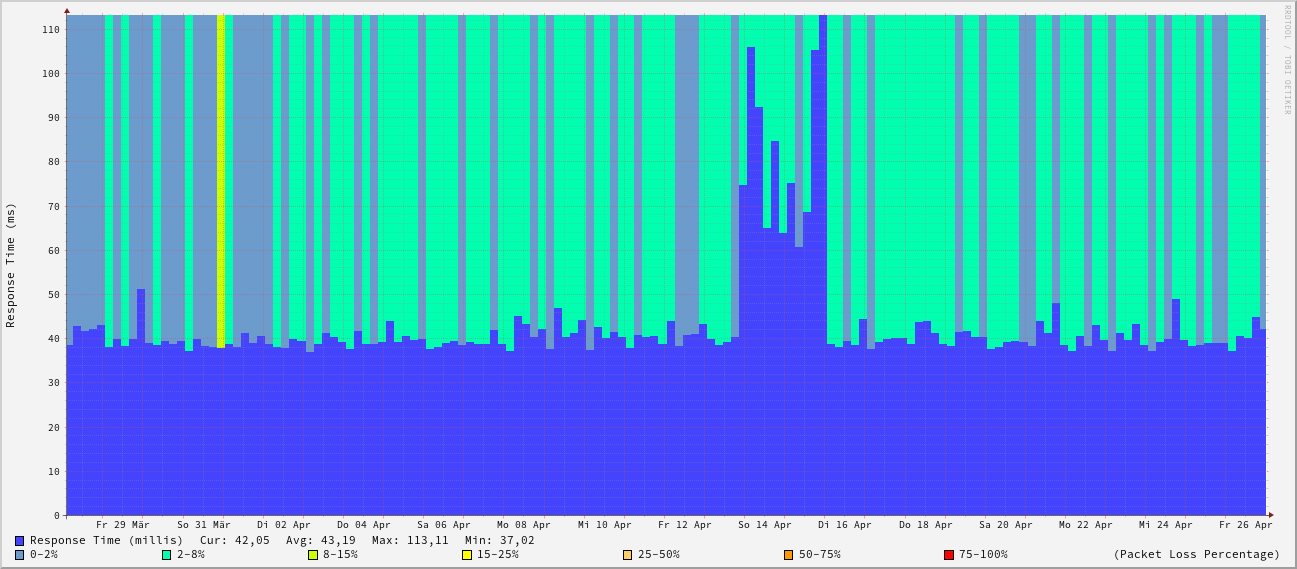 RRDTOOL / TOBI OETIKER
Response Time (ms)
110
100
90
80
70
60
50
40
30
20
10
0
Fr 29 Mär So 31 Mär Di 02 Apr Do 04 Apr Sa 06 Apr Mo 08 Apr Mi 10 Apr Fr 12 Apr So 14 Apr Di 16 Apr Do 18 Apr Sa 20 Apr Mo 22 Apr Mi 24 Apr Fr 26 Apr
Response Time (millis) Cur: 42,05 Avg: 43,19 Max: 113,11 Min: 37,02
0-2% 2-8% 8-15% 15-25% 25-50% 50-75% 75-100% (Packet Loss Percentage)